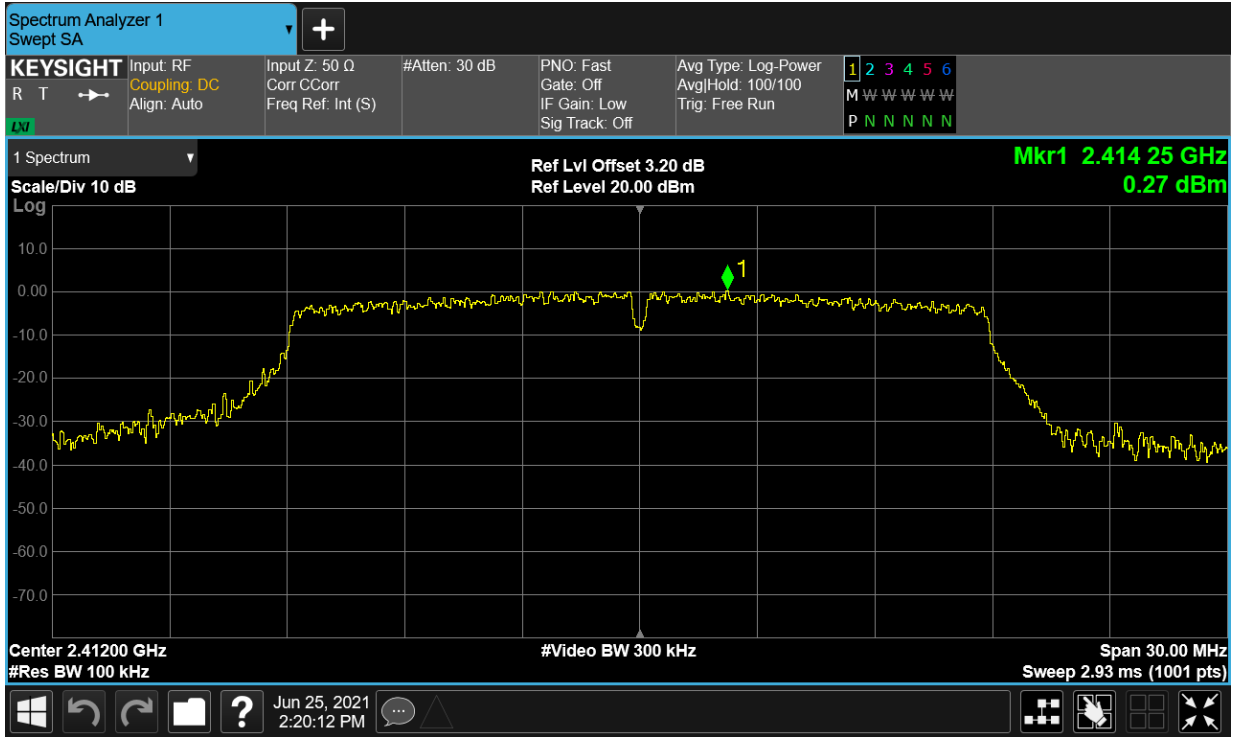 Spectrum Analyzer 1
Swept SA
KEYSIGHT
R T
LXI
Input: RF
Coupling: DC
Align: Auto
Input Z: 50 Ω
Corr CCorr
Freq Ref: Int (S)
#Atten: 30 dB
PNO: Fast
Gate: Off
IF Gain: Low
Sig Track: Off
Avg Type: Log-Power
Avg|Hold: 100/100
Trig: Free Run
1 2 3 4 5 6
M W W W W W
P N N N N N
1 Spectrum
Scale/Div 10 dB
Log
Ref Lvl Offset 3.20 dB
Ref Level 20.00 dBm
Mkr1 2.414 25 GHz
0.27 dBm
1
10.0
0.00
-10.0
-20.0
-30.0
-40.0
-50.0
-60.0
-70.0
Center 2.41200 GHz
#Res BW 100 kHz
#Video BW 300 kHz
Span 30.00 MHz
Sweep 2.93 ms (1001 pts)
?
Jun 25, 2021
2:20:12 PM